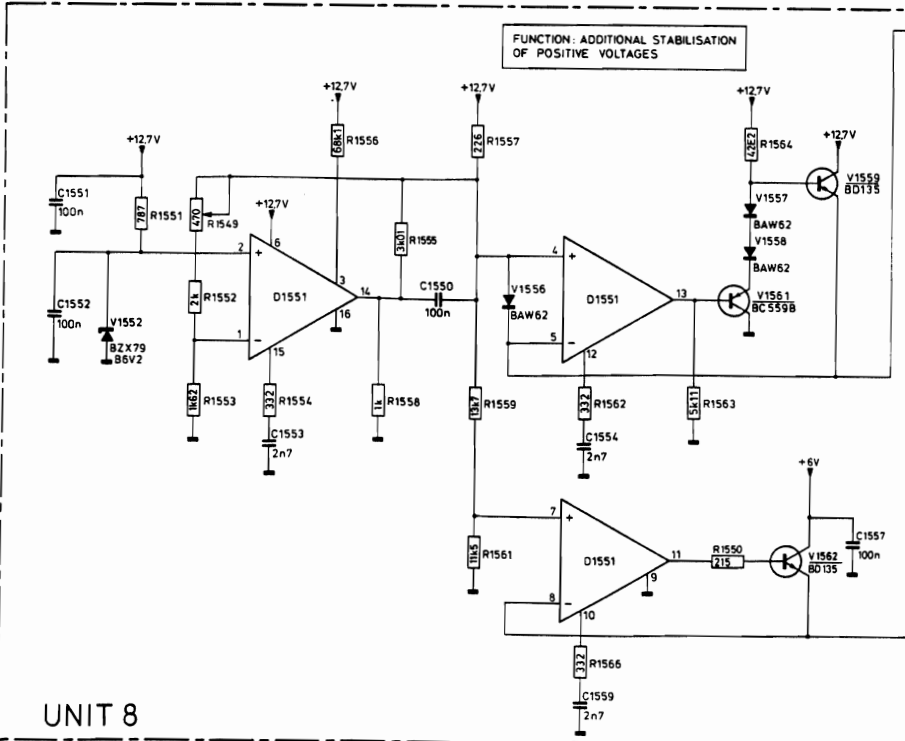 FUNCTION: ADDITIONAL STABILISATION
OF POSITIVE VOLTAGES
+12,7V
+12,7V
+12,7V
+12,7V
+12,7V
+12,7V
C1551
100n
787
R1551
470
R1549
68k1
R1556
226
R1557
42E2
R1564
V1559
BD135
V1557
BAW62
V1558
BAW62
3k01
R1555
2
+
6
D1551
3
14
16
1
-
15
C1550
100n
C1552
100n
V1552
BZX79
B6V2
2k
R1552
4
+
V1556
BAW62
D1551
13
5
-
12
V1561
BC559B
1k62
R1553
332
R1554
C1553
2n7
1k
R1558
13k7
R1559
332
R1562
C1554
2n7
5k11
R1563
+6V
7
+
11k5
R1561
D1551
11
9
8
-
10
R1550
215
V1562
BD135
C1557
100n
332
R1566
C1559
2n7
UNIT 8